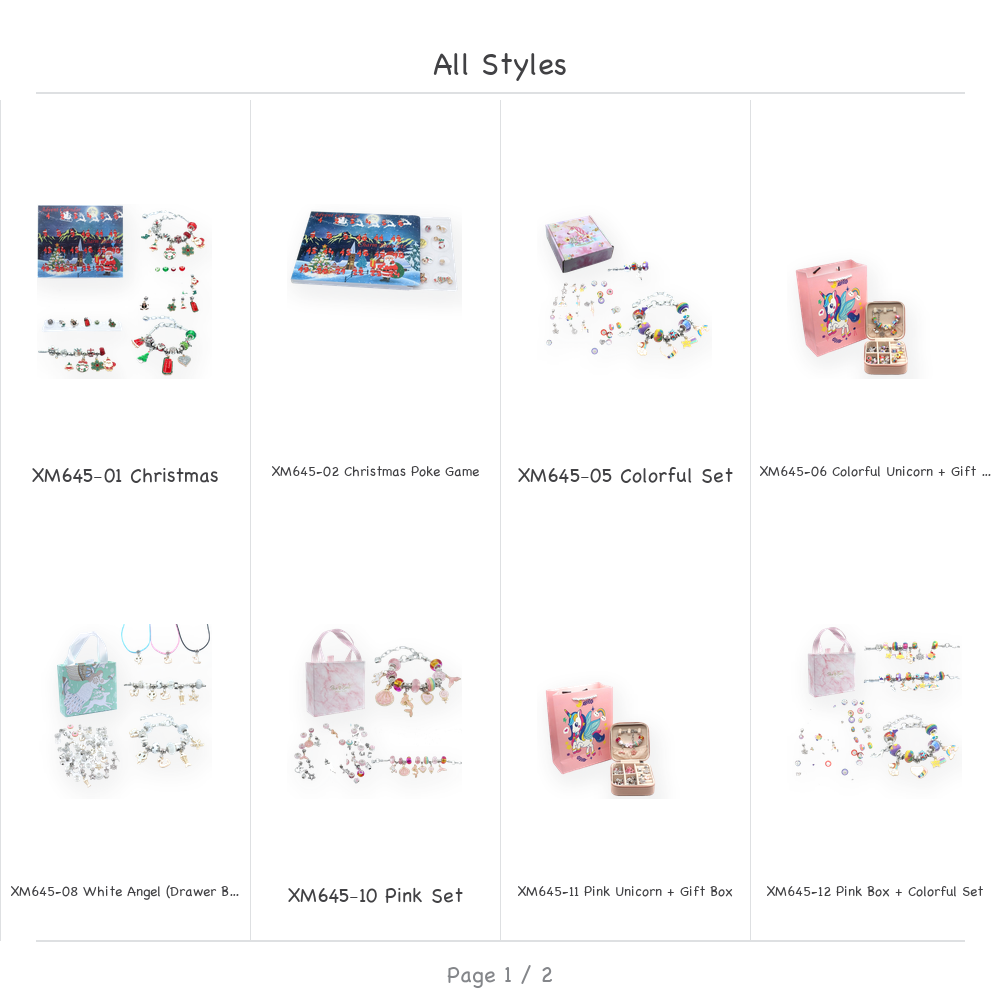 All Styles
XM645-01 Christmas
XM645-02 Christmas Poke Game
XM645-05 Colorful Set
XM645-06 Colorful Unicorn + Gift ...
XM645-08 White Angel (Drawer B...
XM645-10 Pink Set
XM645-11 Pink Unicorn + Gift Box
XM645-12 Pink Box + Colorful Set
Page 1 / 2